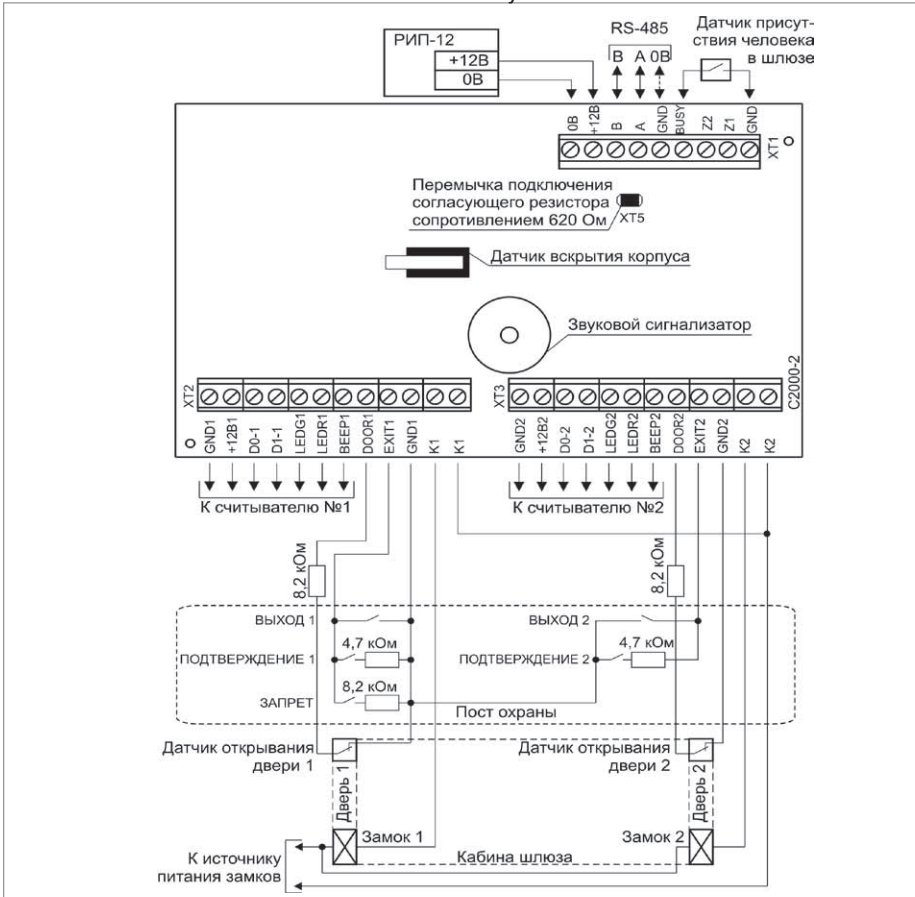 РИП-12
+12В
0В
RS-485
В А 0В
Датчик присут-
ствия человека
в шлюзе
0В
+12В
В
А
GND
BUSY
Z2
Z1
GND
XT1
Перемычка подключения
согласующего резистора
сопротивлением 620 Ом
XT5
Датчик вскрытия корпуса
Звуковой сигнализатор
XT2
GND1
+12В1
D0-1
D1-1
LEDG1
LEDR1
BEEP1
DOOR1
EXIT1
GND1
K1
K1
XT3
GND2
+12В2
D0-2
D1-2
LEDG2
LEDR2
BEEP2
DOOR2
EXIT2
GND2
K2
K2
С2000-2
К считывателю №1
К считывателю №2
8,2 кОм
8,2 кОм
ВЫХОД 1
ВЫХОД 2
4,7 кОм
4,7 кОм
ПОДТВЕРЖДЕНИЕ 1
ПОДТВЕРЖДЕНИЕ 2
8,2 кОм
ЗАПРЕТ
Пост охраны
Датчик открывания
двери 1
Датчик открывания
двери 2
Дверь 1
Дверь 2
Замок 1
Замок 2
Кабина шлюза
К источнику
питания замков